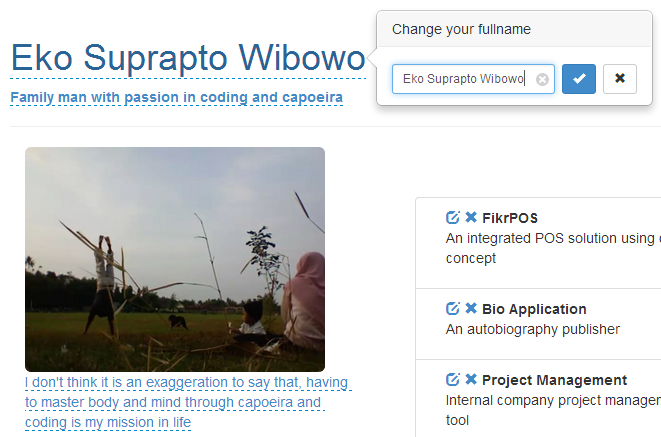 Change your fullname
Eko Suprapto Wibowo
Eko Suprapto Wibowo
Family man with passion in coding and capoeira
FikrPOS
An integrated POS solution using
concept
Bio Application
An autobiography publisher
Project Management
Internal company project manager
tool
I don't think it is an exaggeration to say that, having
to master body and mind through capoeira and
coding is my mission in life